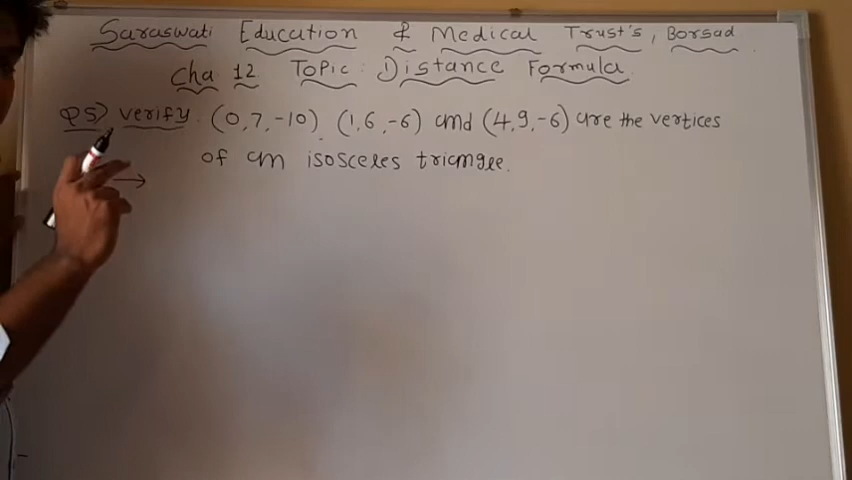 Saraswati Education & Medical Trust's, Borsad
Cha 12 Topic: Distance Formula.
Q5) Verify: (0,7,-10) (1,6,-6) and (4,9,-6) are the vertices
→ of an isosceles triangle.